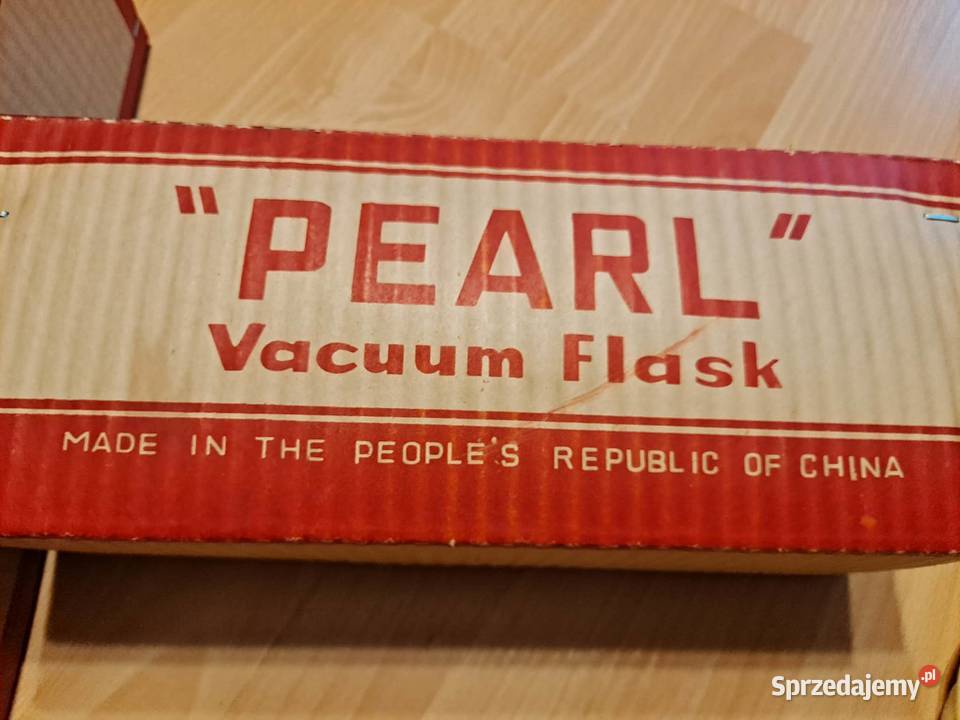 "PEARL"
Vacuum Flask
MADE IN THE PEOPLE'S REPUBLIC OF CHINA
Sprzedajemy.pl